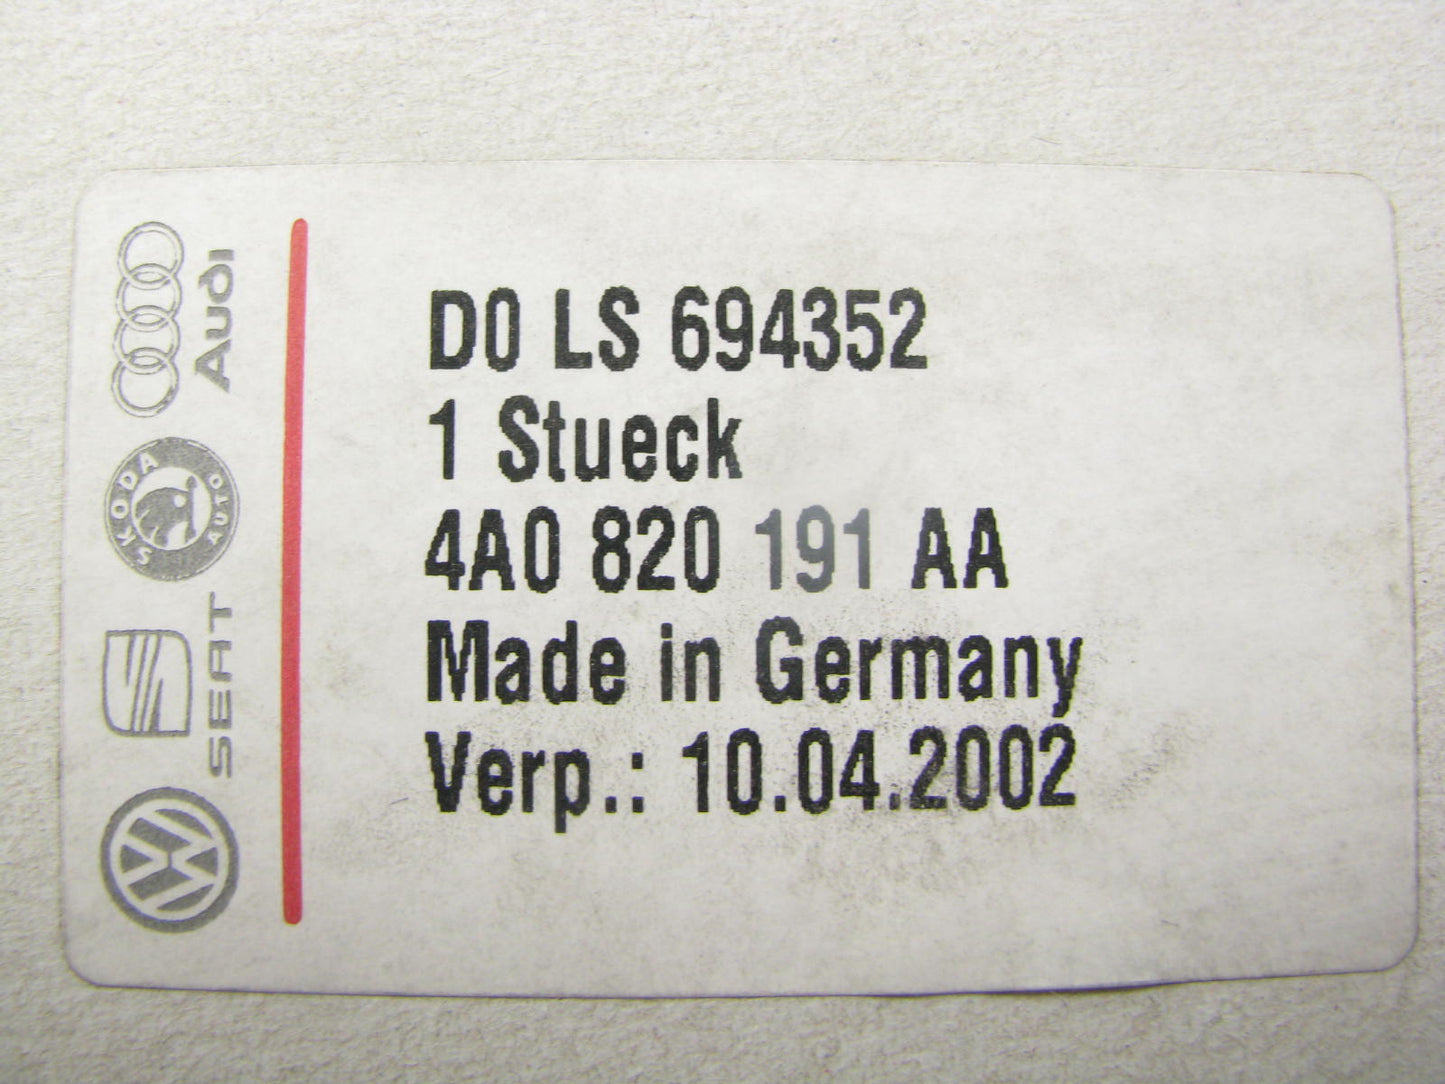 Audi
SKODA
AUTO
SEAT
D0 LS 694352
1 Stueck
4A0 820 191 AA
Made in Germany
Verp.: 10.04.2002